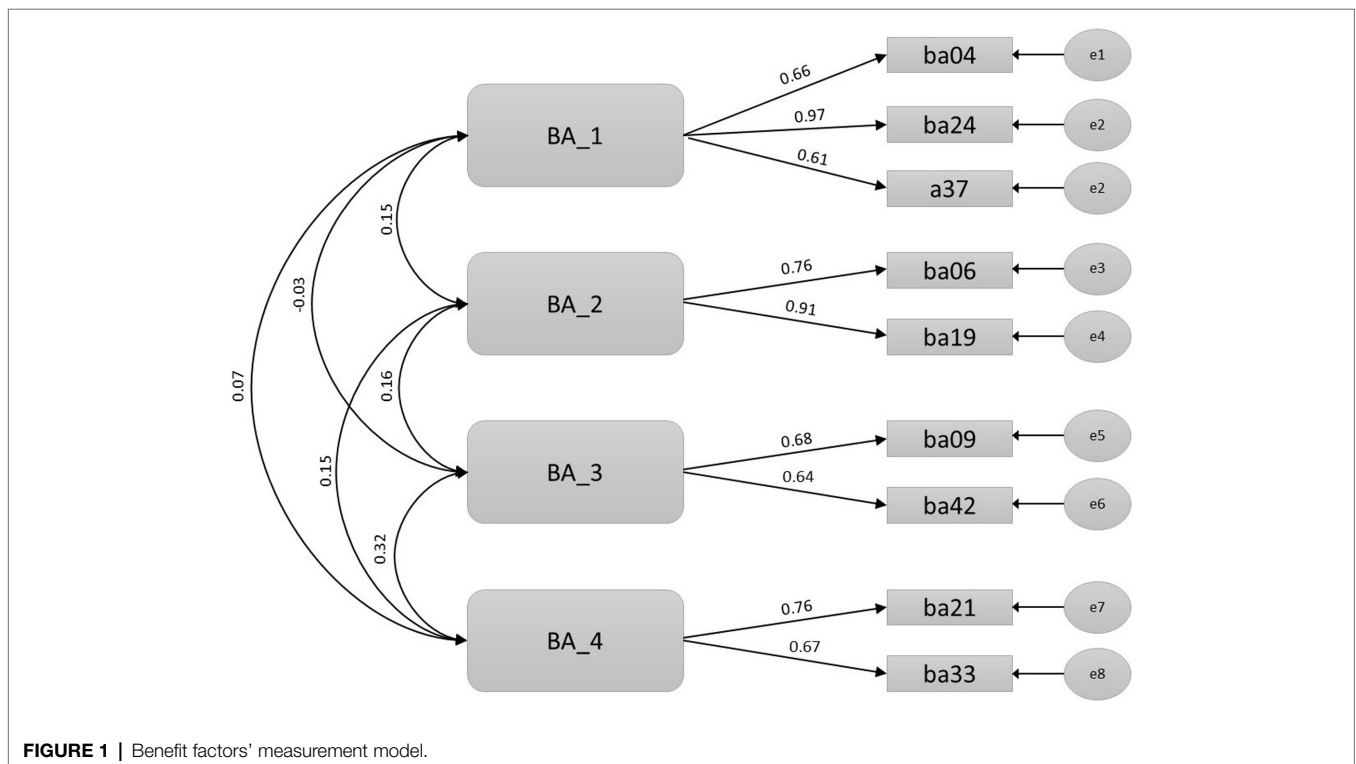 ba04
e1
0.66
BA_1
0.97
ba24
e2
0.61
a37
e2
0.15
-0.03
BA_2
0.76
ba06
e3
0.91
ba19
e4
0.07
0.16
0.15
BA_3
0.68
ba09
e5
0.64
ba42
e6
0.32
BA_4
0.76
ba21
e7
0.67
ba33
e8
FIGURE 1 | Benefit factors’ measurement model.